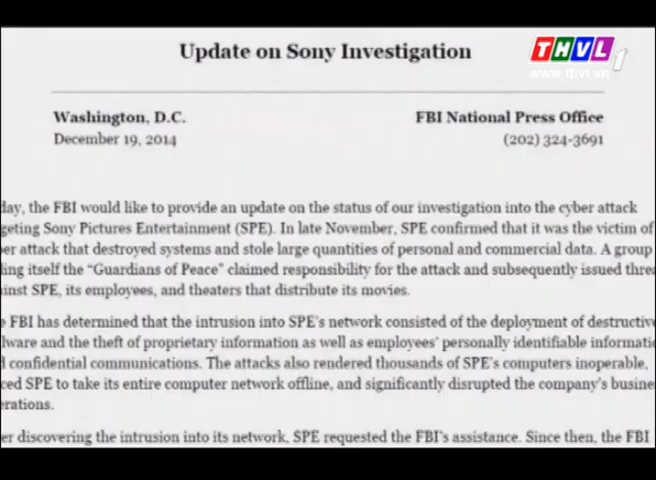 Update on Sony Investigation
THVL1
www.thvl.vn
Washington, D.C.
FBI National Press Office
December 19, 2014
(202) 324-3691
day, the FBI would like to provide an update on the status of our investigation into the cyber attack
geting Sony Pictures Entertainment (SPE). In late November, SPE confirmed that it was the victim of
er attack that destroyed systems and stole large quantities of personal and commercial data. A group
ling itself the “Guardians of Peace” claimed responsibility for the attack and subsequently issued threa
inst SPE, its employees, and theaters that distribute its movies.
e FBI has determined that the intrusion into SPE’s network consisted of the deployment of destructive
lware and the theft of proprietary information as well as employees’ personally identifiable informatio
d confidential communications. The attacks also rendered thousands of SPE’s computers inoperable,
ced SPE to take its entire computer network offline, and significantly disrupted the company’s busine
erations.
er discovering the intrusion into its network, SPE requested the FBI’s assistance. Since then, the FBI